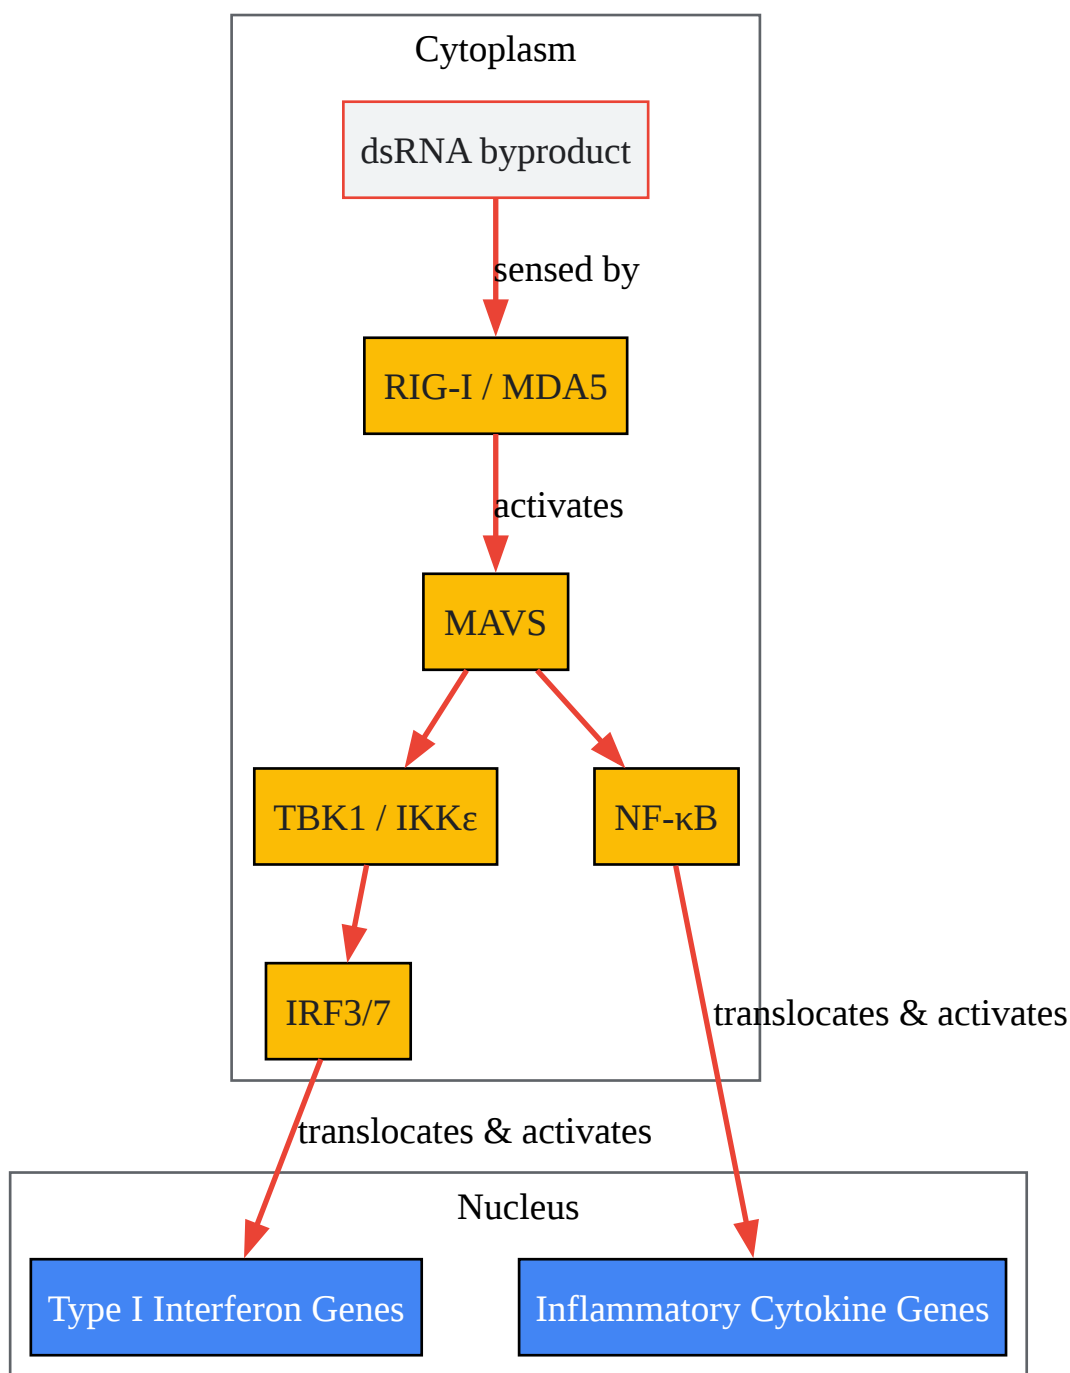 Cytoplasm
dsRNA byproduct
sensed by
RIG-I / MDA5
activates
MAVS
TBK1 / IKKε
NF-κB
IRF3/7
translocates & activates
translocates & activates
Nucleus
Type I Interferon Genes
Inflammatory Cytokine Genes